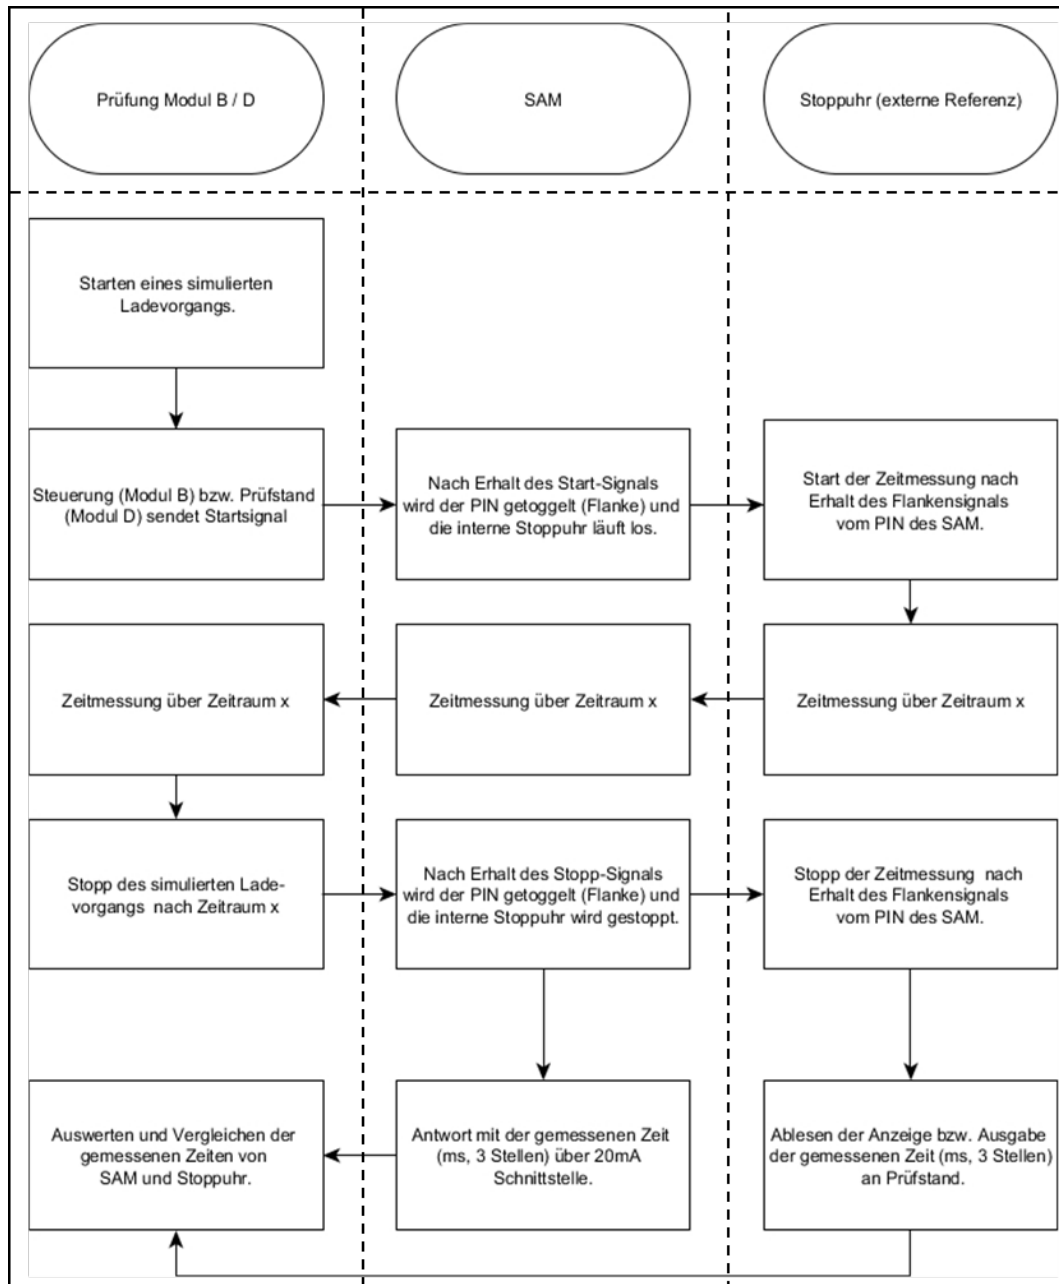 Prüfung Modul B / D
SAM
Stoppuhr (externe Referenz)
Starten eines simulierten
Ladevorgangs.
Steuerung (Modul B) bzw. Prüfstand
(Modul D) sendet Startsignal
Nach Erhalt des Start-Signals
wird der PIN getoggelt (Flanke) und
die interne Stoppuhr läuft los.
Start der Zeitmessung nach
Erhalt des Flankensignals
vom PIN des SAM.
Zeitmessung über Zeitraum x
Zeitmessung über Zeitraum x
Zeitmessung über Zeitraum x
Stopp des simulierten Lade-
vorgangs nach Zeitraum x
Nach Erhalt des Stopp-Signals
wird der PIN getoggelt (Flanke) und
die interne Stoppuhr wird gestoppt.
Stopp der Zeitmessung nach
Erhalt des Flankensignals
vom PIN des SAM.
Auswerten und Vergleichen der
gemessenen Zeiten von
SAM und Stoppuhr.
Antwort mit der gemessenen Zeit
(ms, 3 Stellen) über 20mA
Schnittstelle.
Ablesen der Anzeige bzw. Ausgabe
der gemessenen Zeit (ms, 3 Stellen)
an Prüfstand.